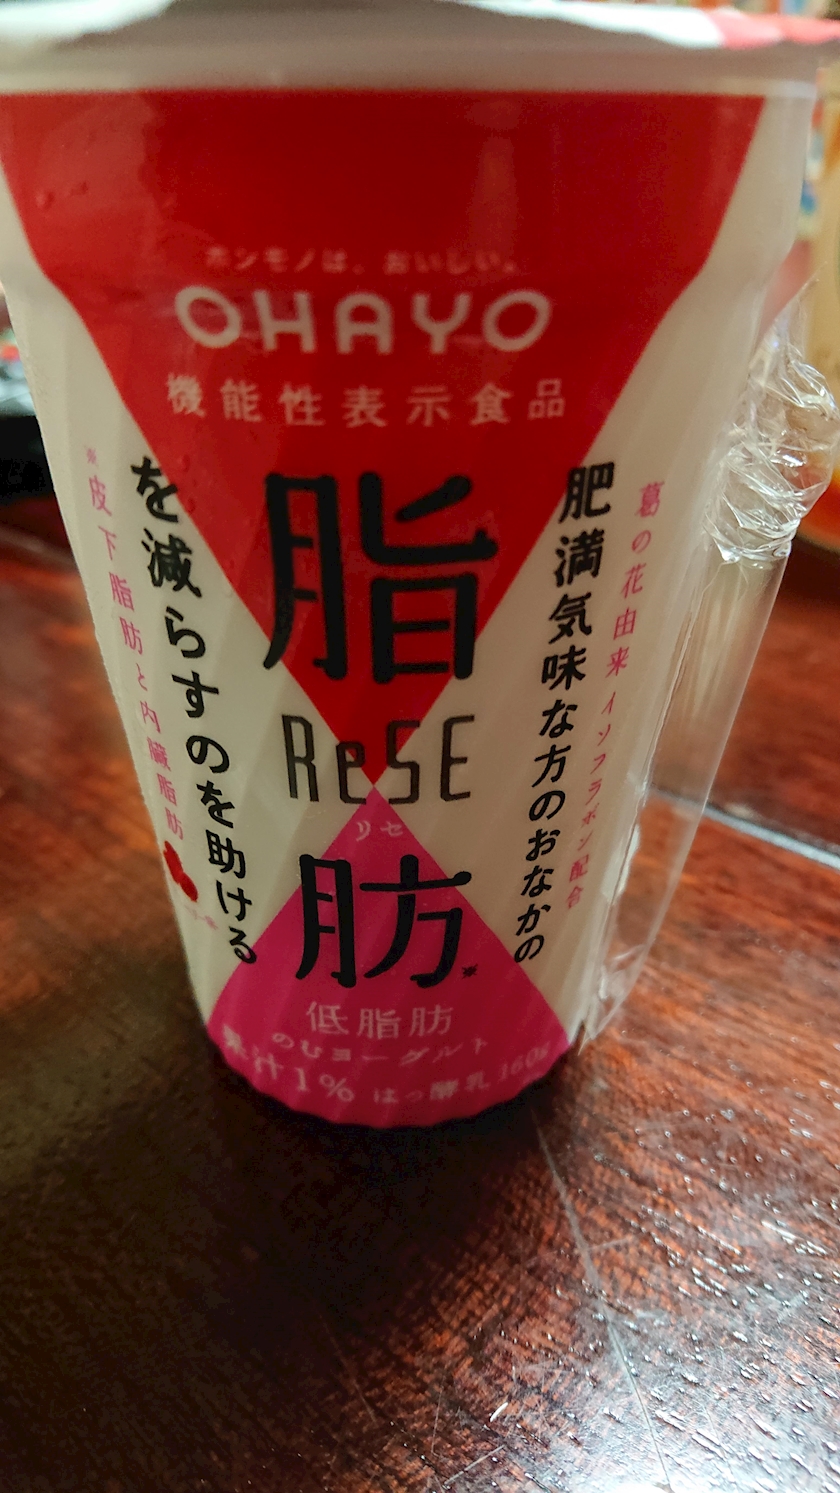 ホンモノは、おいしい。
OHAYO
機能性表示食品
葛の花由来イソフラボン配合
肥満気味な方のおなかの
脂
ReSE
リセ
肪※
を減らすのを助ける
※皮下脂肪と内臓脂肪
低脂肪
のむヨーグルト
果汁1% はっ酵乳 160g